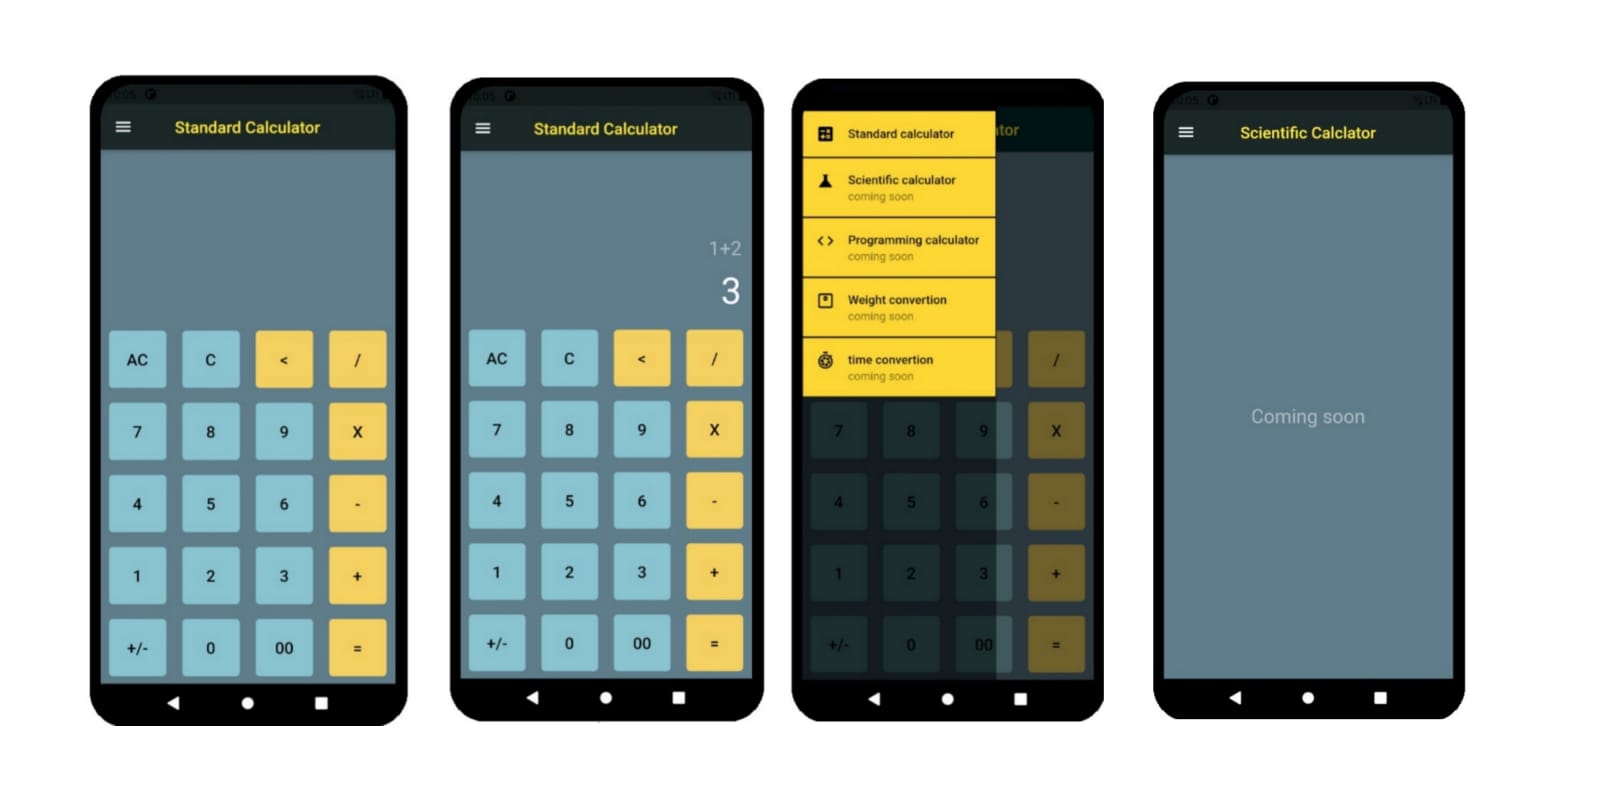 Standard Calculator
AC C < /
7 8 9 X
4 5 6 -
1 2 3 +
+/- 0 00 =
Standard Calculator
1+2
3
AC C < /
7 8 9 X
4 5 6 -
1 2 3 +
+/- 0 00 =
Standard calculator
Scientific calculator
coming soon
Programming calculator
coming soon
Weight convertion
coming soon
time convertion
coming soon
/
7 8 9 X
4 5 6 -
1 2 3 +
+/- 0 00 =
Scientific Calclator
Coming soon